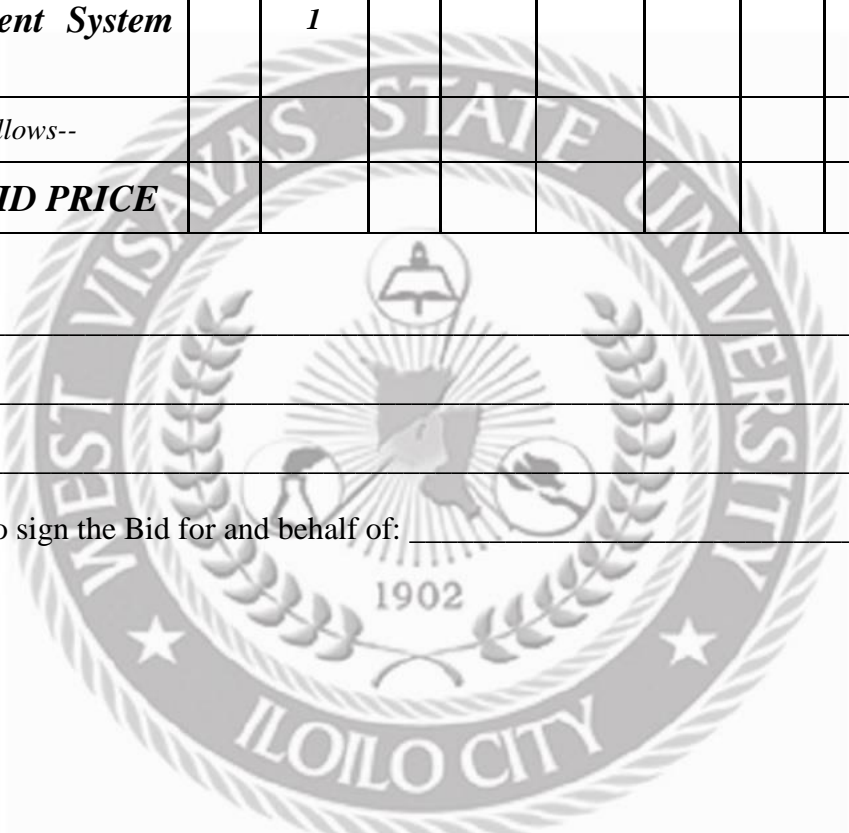 ent System 1
llows--
ID PRICE
o sign the Bid for and behalf of:
WEST VISAYAS STATE UNIVERSITY
1902
ILOILO CITY